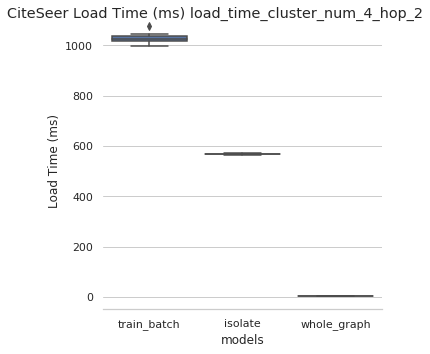 CiteSeer Load Time (ms) load_time_cluster_num_4_hop_2
1000
800
600
400
200
0
Load Time (ms)
train_batch isolate whole_graph
models